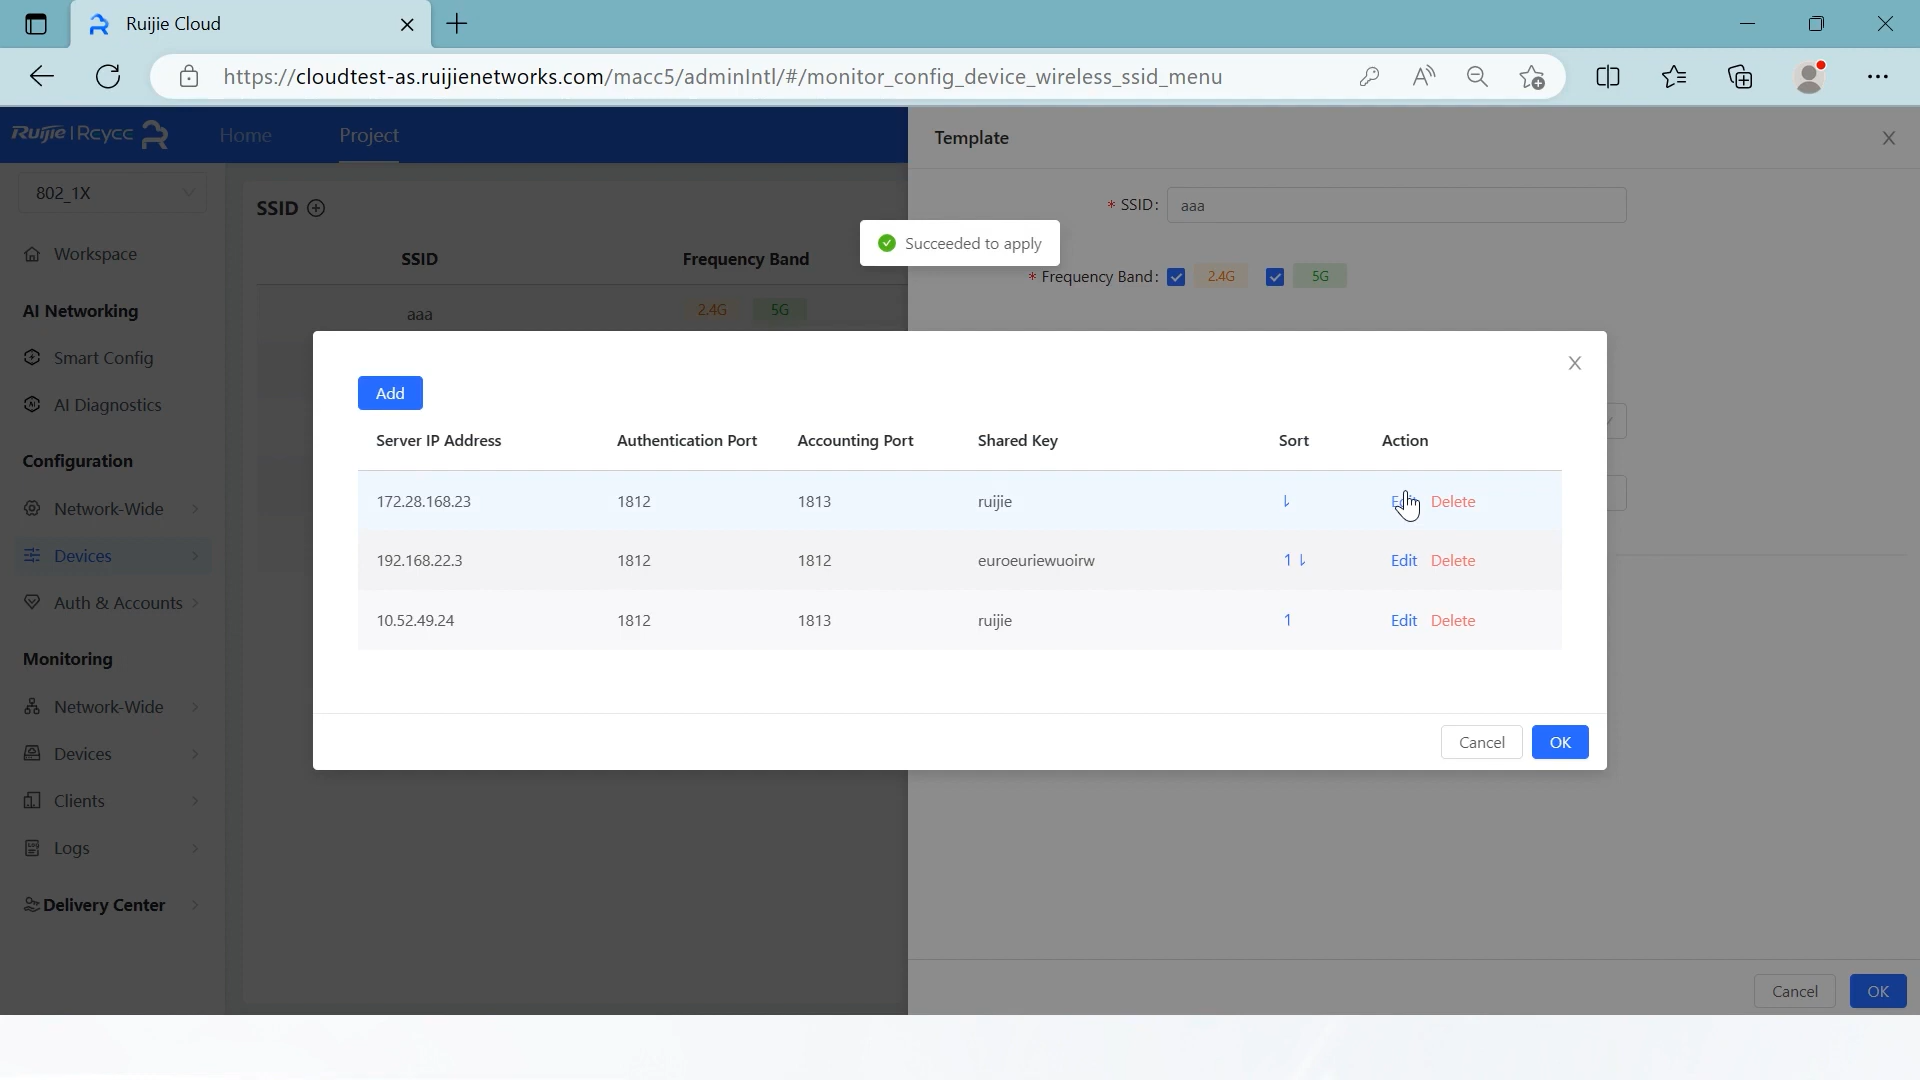 Ruijie Cloud
https://cloudtest-as.ruijienetworks.com/macc5/adminIntl/#/monitor_config_device_wireless_ssid_menu
Ruijie | Rcycc Home Project
Template
802_1X
SSID
* SSID: aaa
Succeeded to apply
Workspace
SSID Frequency Band
* Frequency Band: 2.4G 5G
AI Networking
aaa 2.4G 5G
Smart Config
Add
AI Diagnostics
Server IP Address Authentication Port Accounting Port Shared Key Sort Action
Configuration
172.28.168.23 1812 1813 ruijie Delete
Network-Wide
Devices
192.168.22.3 1812 1812 euroeuriewuoirw Edit Delete
Auth & Accounts
10.52.49.24 1812 1813 ruijie Edit Delete
Monitoring
Network-Wide
Cancel OK
Devices
Clients
Logs
Delivery Center
Cancel OK